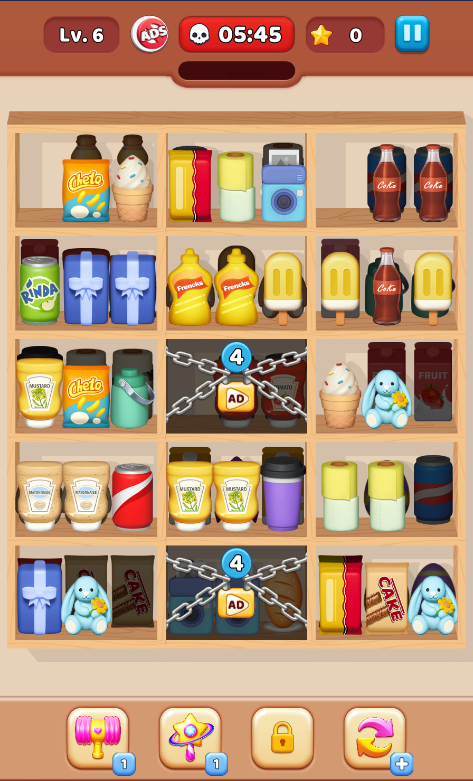 Lv. 6
ADS
05:45
0
Cheto
Coke
Coke
RINDA
Frencks
Frencks
Coke
MUSTARD
Cheto
4
AD
FRUIT
MAYONNAISE
MAYONNAISE
MUSTARD
MUSTARD
CAKE
4
AD
CAKE
1
1